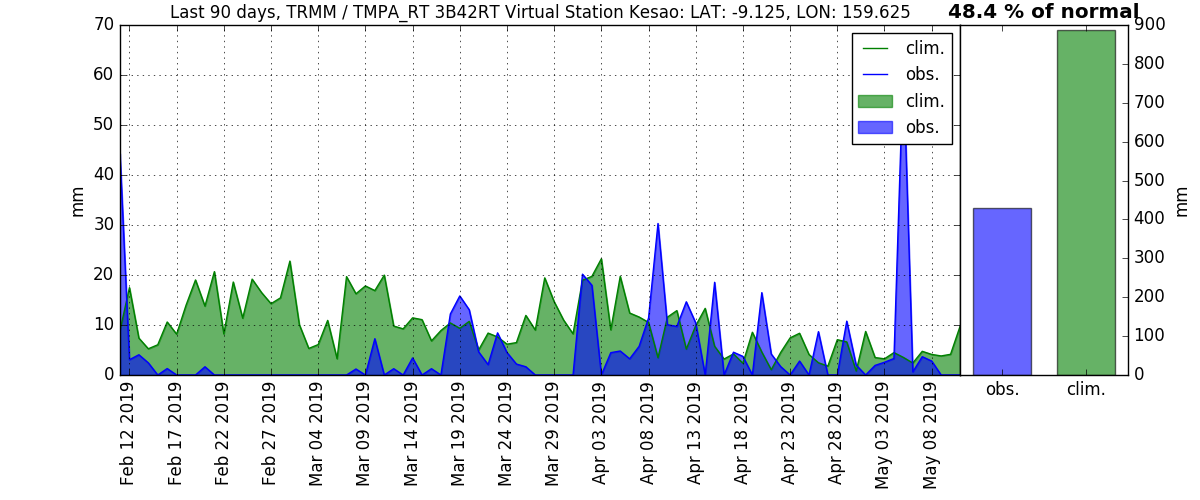 Last 90 days, TRMM / TMPA_RT 3B42RT Virtual Station Kesao: LAT: -9.125, LON: 159.625
48.4 % of normal
70
60
50
40
30
20
10
0
mm
clim.
obs.
clim.
obs.
Feb 12 2019
Feb 17 2019
Feb 22 2019
Feb 27 2019
Mar 04 2019
Mar 09 2019
Mar 14 2019
Mar 19 2019
Mar 24 2019
Mar 29 2019
Apr 03 2019
Apr 08 2019
Apr 13 2019
Apr 18 2019
Apr 23 2019
Apr 28 2019
May 03 2019
May 08 2019
900
800
700
600
500
400
300
200
100
0
mm
obs.
clim.